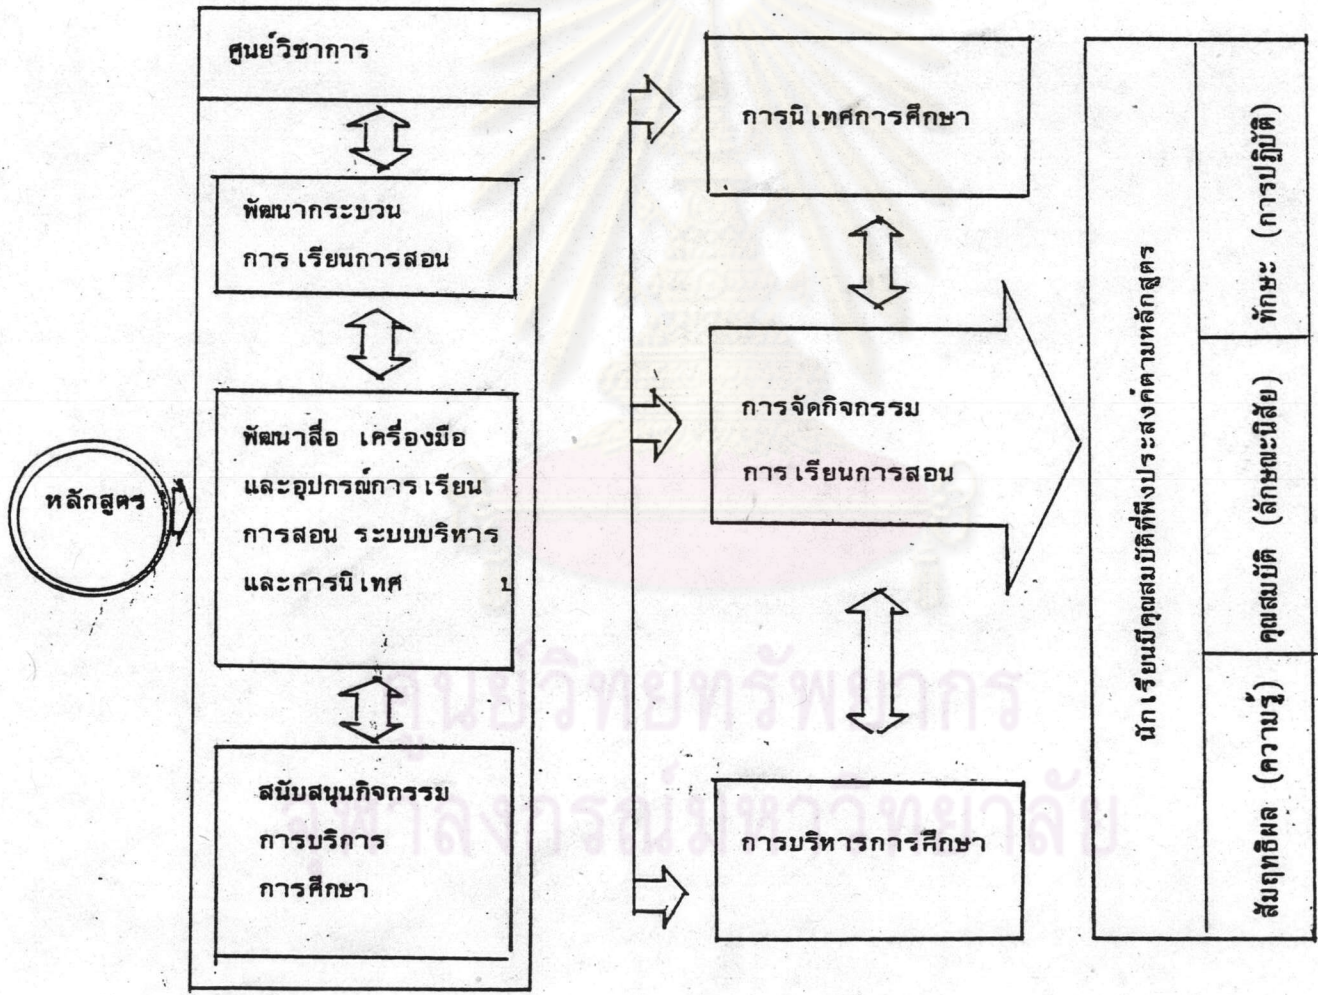 ศูนย์วิชาการ
พัฒนากระบวน
การเรียนการสอน
หลักสูตร
พัฒนาสื่อ เครื่องมือ
และอุปกรณ์การเรียน
การสอน ระบบบริหาร
และการนิเทศ
สนับสนุนกิจกรรม
การบริการ
การศึกษา
การนิเทศการศึกษา
การจัดกิจกรรม
การเรียนการสอน
การบริหารการศึกษา
นักเรียนมีคุณสมบัติที่พึงประสงค์ตามหลักสูตร
ทักษะ (การปฏิบัติ)
คุณสมบัติ (ลักษณะนิสัย)
สัมฤทธิผล (ความรู้)
ศูนย์วิทยทรัพยากร
จุฬาลงกรณ์มหาวิทยาลัย